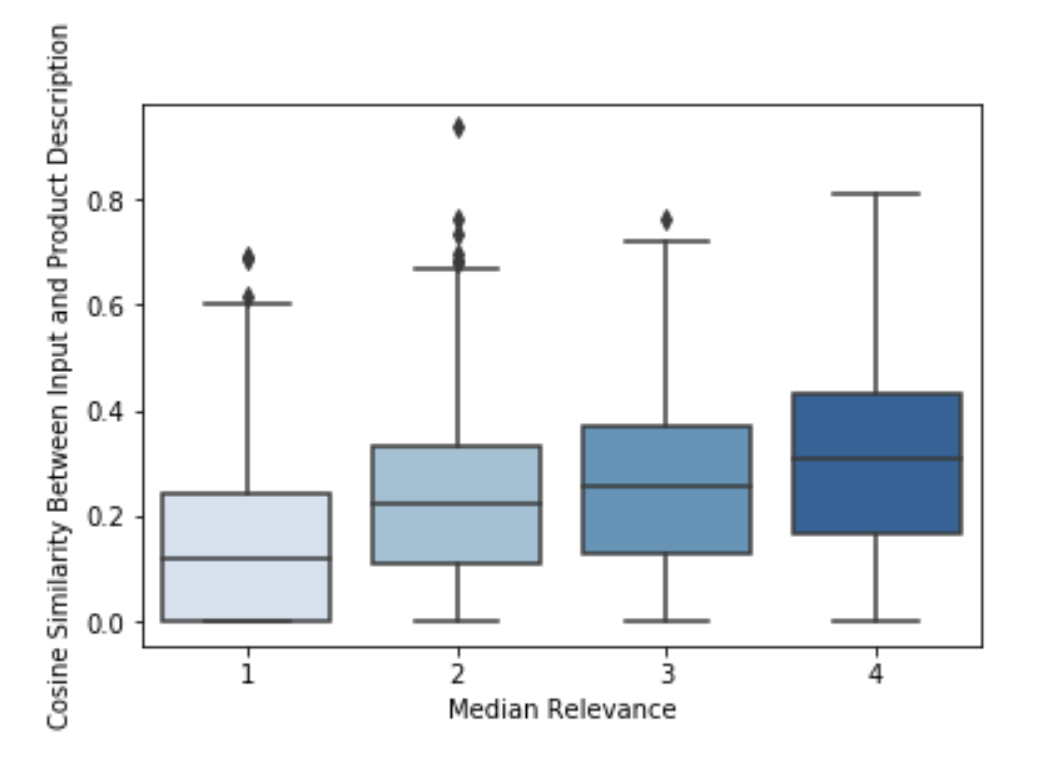 Cosine Similarity Between Input and Product Description
0.8
0.6
0.4
0.2
0.0
1 2 3 4
Median Relevance